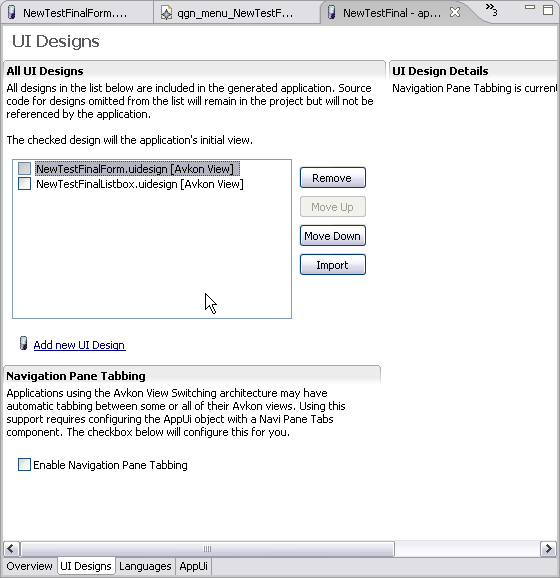 NewTestFinalForm....
qgn_menu_NewTestF...
NewTestFinal - ap...
»3
UI Designs
All UI Designs
All designs in the list below are included in the generated application. Source
code for designs omitted from the list will remain in the project but will not be
referenced by the application.
The checked design will the application's initial view.
NewTestFinalForm.uidesign [Avkon View]
NewTestFinalListbox.uidesign [Avkon View]
Remove
Move Up
Move Down
Import
Add new UI Design
UI Design Details
Navigation Pane Tabbing is curren
Navigation Pane Tabbing
Applications using the Avkon View Switching architecture may have
automatic tabbing between some or all of their Avkon views. Using this
support requires configuring the AppUi object with a Navi Pane Tabs
component. The checkbox below will configure this for you.
Enable Navigation Pane Tabbing
Overview
UI Designs
Languages
AppUi